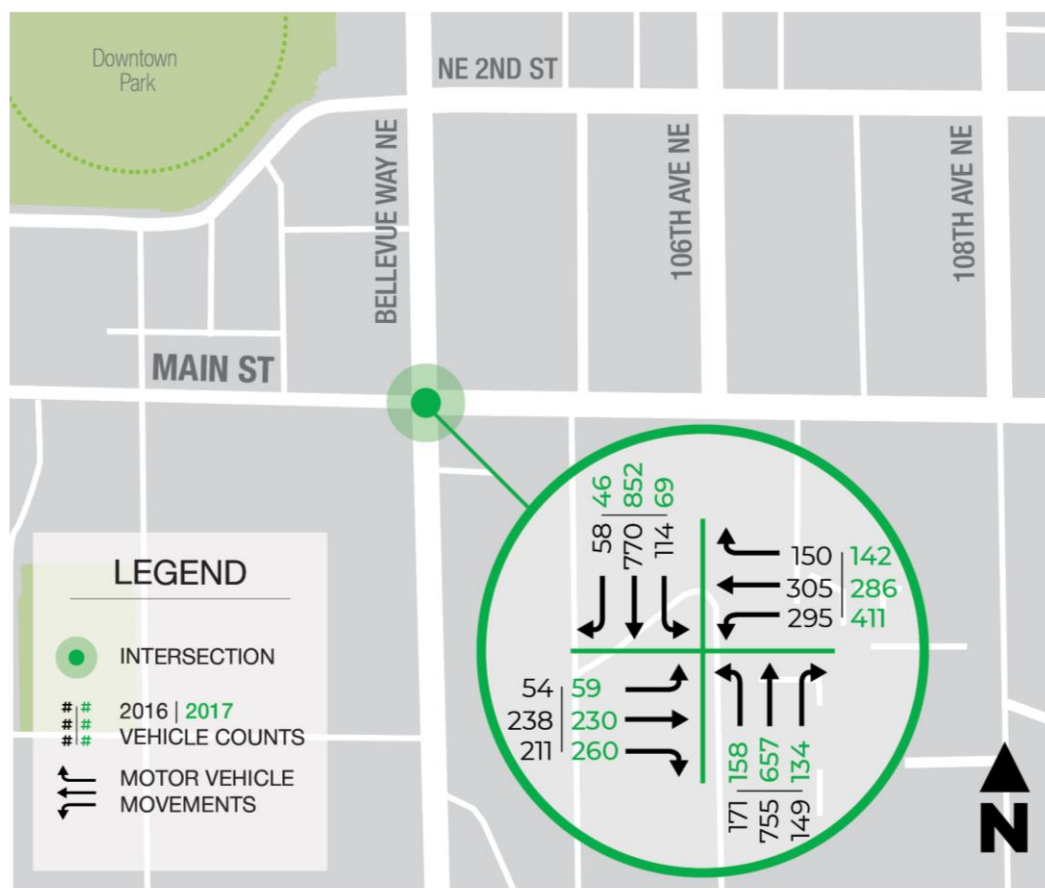 Downtown
Park
NE 2ND ST
BELLEVUE WAY NE
106TH AVE NE
108TH AVE NE
MAIN ST
58 | 46
770 | 852
114 | 69
150 | 142
305 | 286
295 | 411
54 | 59
238 | 230
211 | 260
171 | 158
755 | 657
149 | 134
LEGEND
INTERSECTION
# | #
# | #
# | #
2016 | 2017
VEHICLE COUNTS
MOTOR VEHICLE
MOVEMENTS
N